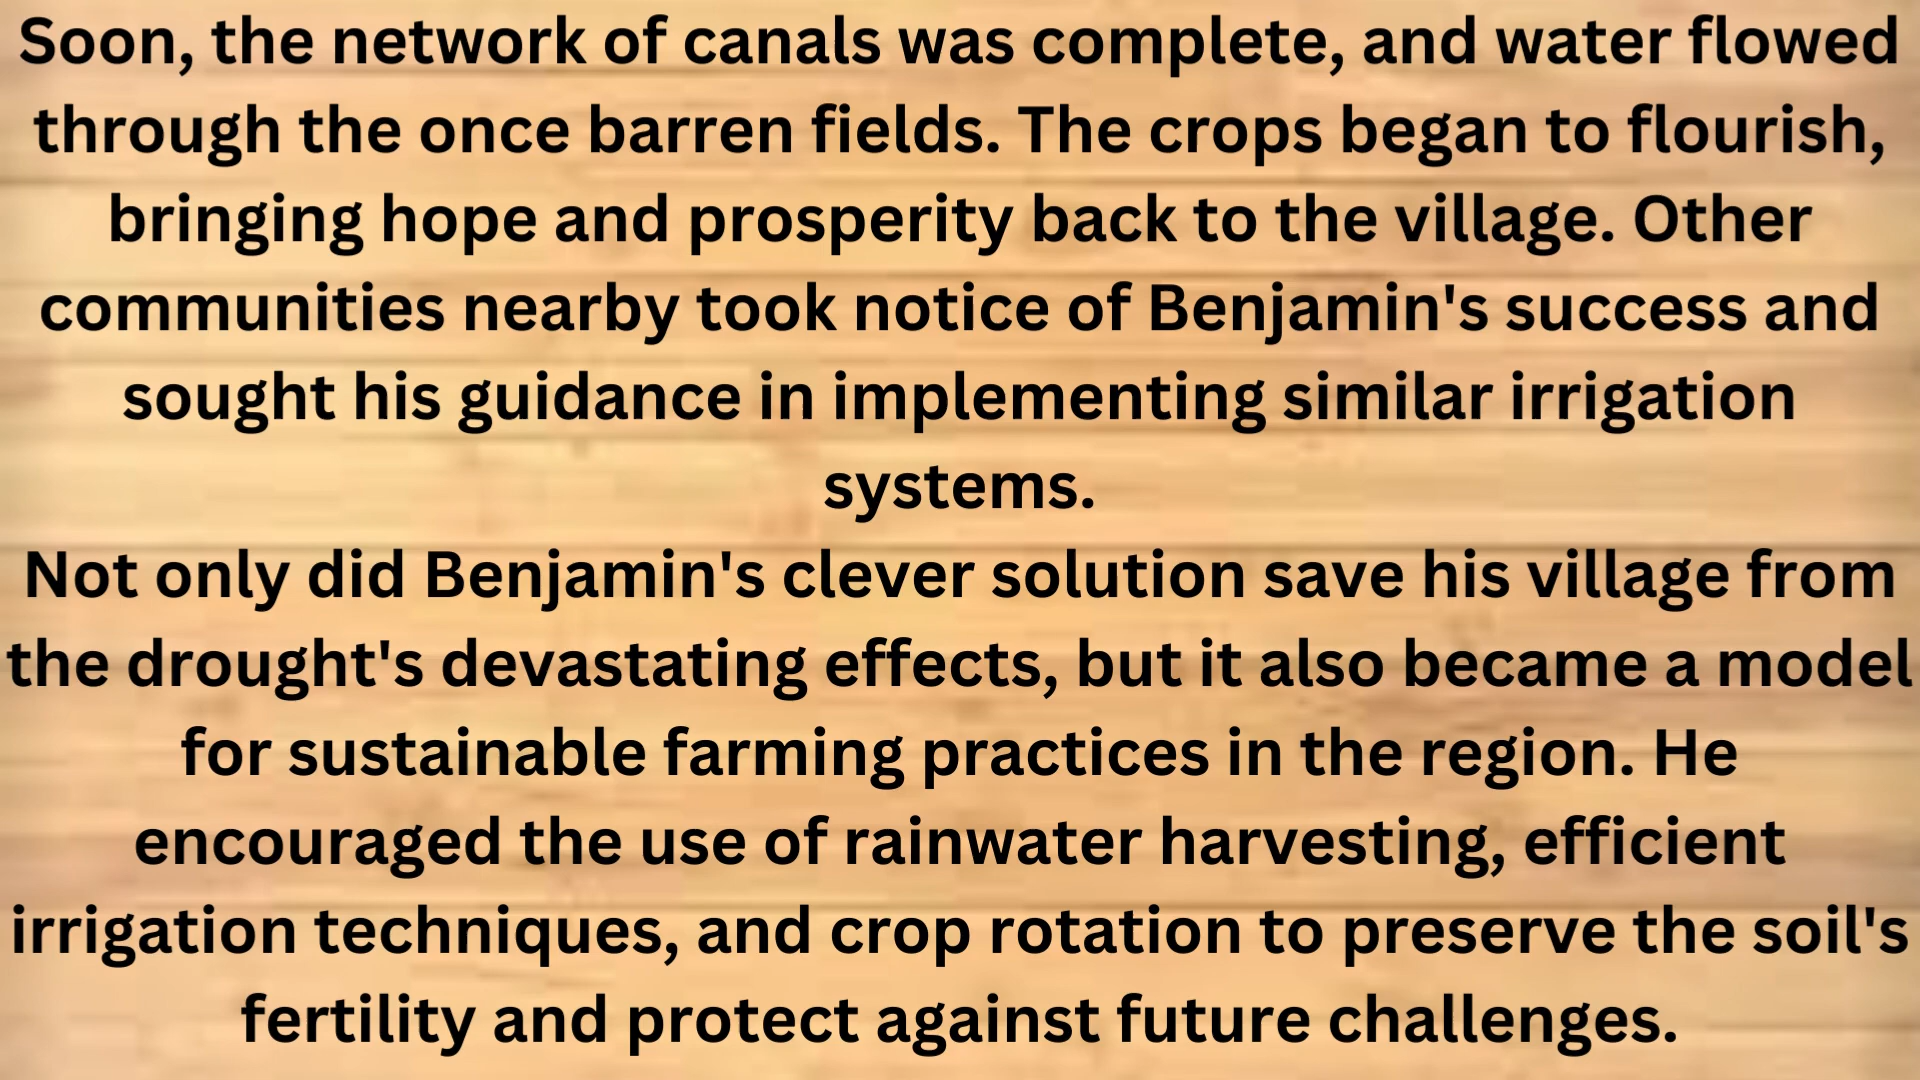 Soon, the network of canals was complete, and water flowed
through the once barren fields. The crops began to flourish,
bringing hope and prosperity back to the village. Other
communities nearby took notice of Benjamin's success and
sought his guidance in implementing similar irrigation
systems.
Not only did Benjamin's clever solution save his village from
the drought's devastating effects, but it also became a model
for sustainable farming practices in the region. He
encouraged the use of rainwater harvesting, efficient
irrigation techniques, and crop rotation to preserve the soil's
fertility and protect against future challenges.